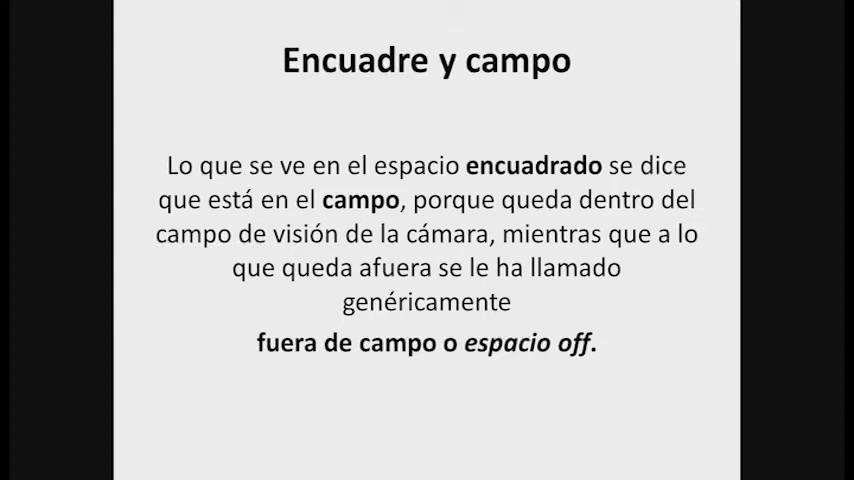 Encuadre y campo
Lo que se ve en el espacio encuadrado se dice
que está en el campo, porque queda dentro del
campo de visión de la cámara, mientras que a lo
que queda afuera se le ha llamado
genéricamente
fuera de campo o espacio off.